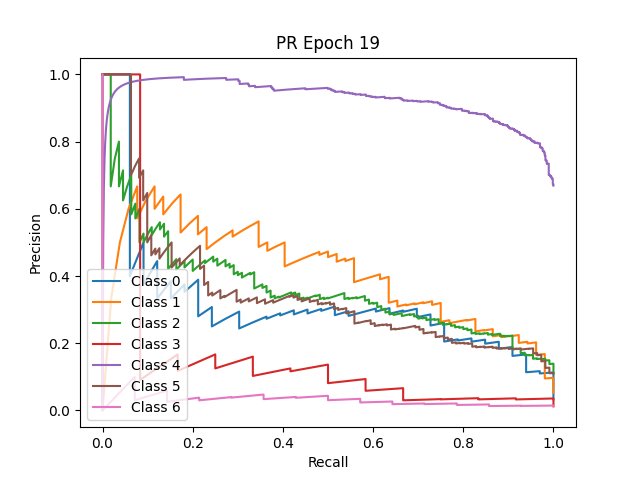 PR Epoch 19
Precision
1.0
0.8
0.6
0.4
0.2
0.0
Class 0
Class 1
Class 2
Class 3
Class 4
Class 5
Class 6
0.0 0.2 0.4 0.6 0.8 1.0
Recall